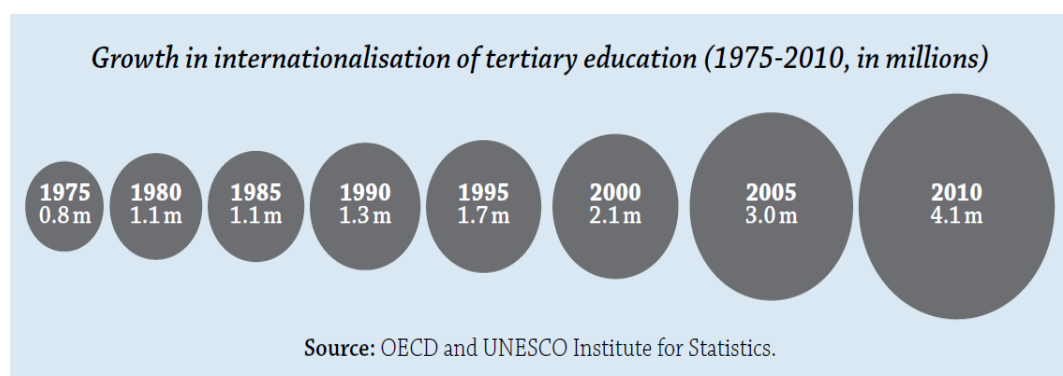 Growth in internationalisation of tertiary education (1975-2010, in millions)
1975
0.8 m
1980
1.1 m
1985
1.1 m
1990
1.3 m
1995
1.7 m
2000
2.1 m
2005
3.0 m
2010
4.1 m
Source: OECD and UNESCO Institute for Statistics.